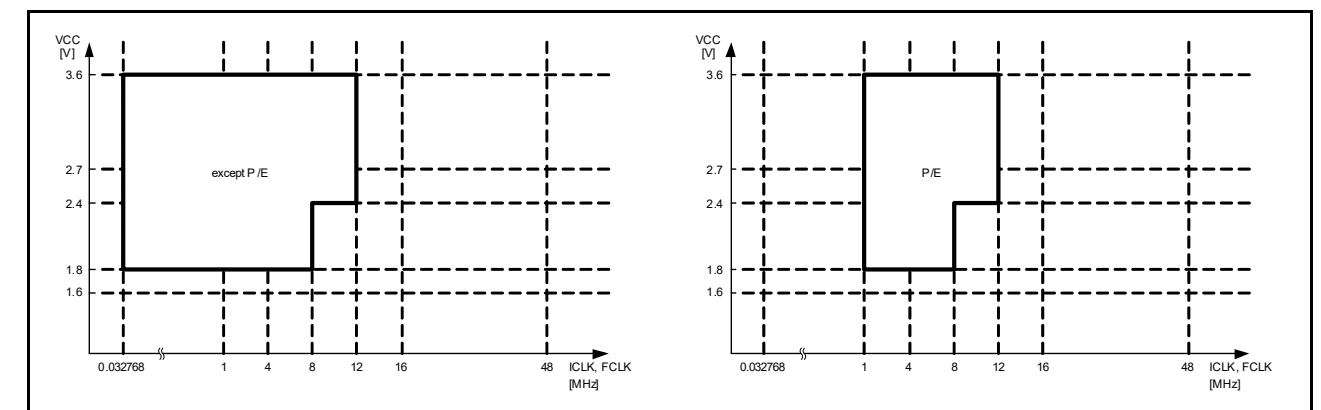 VCC
[V]
3.6
2.7
2.4
1.8
1.6
except P/E
0.032768 1 4 8 12 16 48 ICLK, FCLK
[MHz]
VCC
[V]
3.6
2.7
2.4
1.8
1.6
P/E
0.032768 1 4 8 12 16 48 ICLK, FCLK
[MHz]